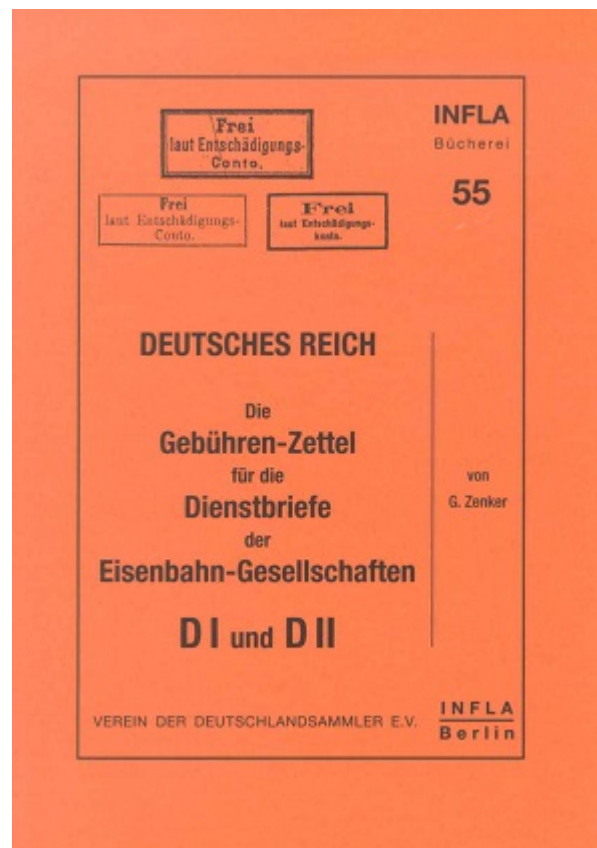 Frei
laut Entschädigungs-
Conto.
Frei
laut Entschädigungs-
Conto.
Frei
laut Entschädigungs-
konto.
INFLA
Bücherei
55
DEUTSCHES REICH
Die
Gebühren-Zettel
für die
Dienstbriefe
der
Eisenbahn-Gesellschaften
D I und D II
von
G. Zenker
VEREIN DER DEUTSCHLANDSAMMLER E.V.
INFLA
Berlin